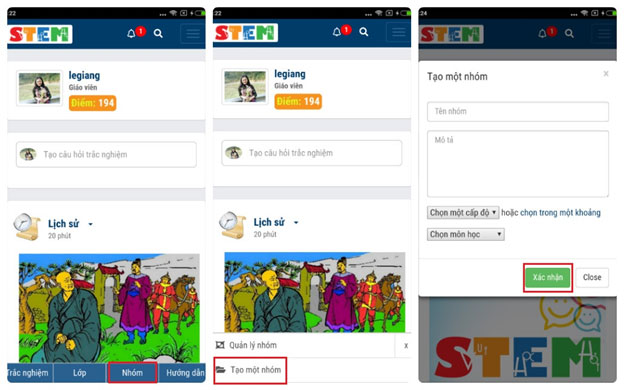 :22
STEM
1
legiang
Giáo viên
Điểm: 194
Tạo câu hỏi trắc nghiệm
Lịch sử
20 phút
Trắc nghiệm
Lớp
Nhóm
Hướng dẫn
:22
STEM
1
legiang
Giáo viên
Điểm: 194
Tạo câu hỏi trắc nghiệm
Lịch sử
20 phút
Quản lý nhóm
x
Tạo một nhóm
:24
STEM
1
Tạo một nhóm
×
Tên nhóm
Mô tả
Chọn một cấp độ hoặc chọn trong một khoảng
Chọn môn học
Xác nhận
Close
STEM